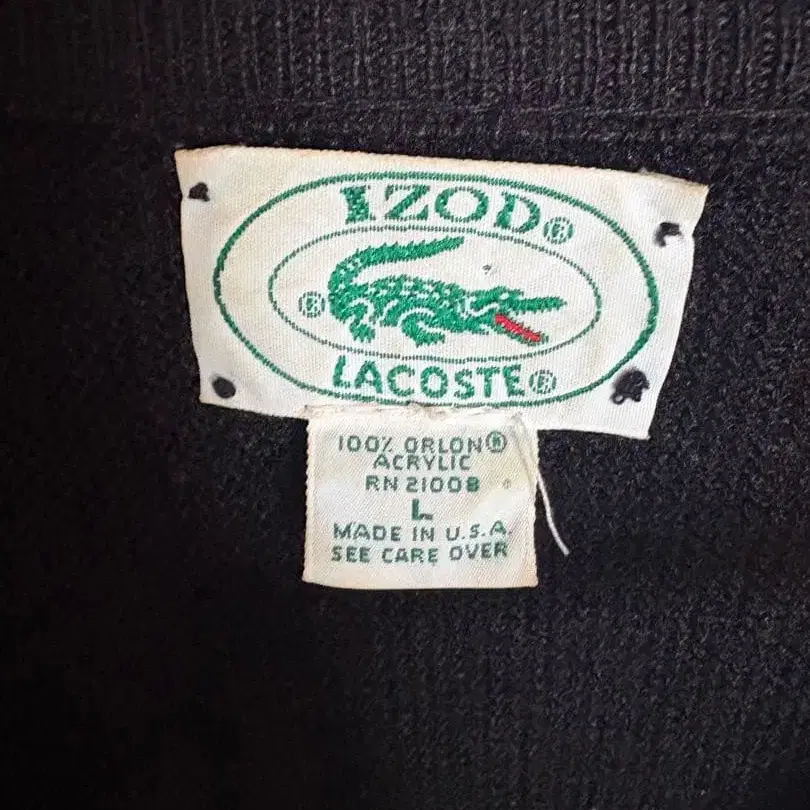 IZOD®
®
LACOSTE®
100% ORLON®
ACRYLIC
RN 21008
L
MADE IN U.S.A.
SEE CARE OVER